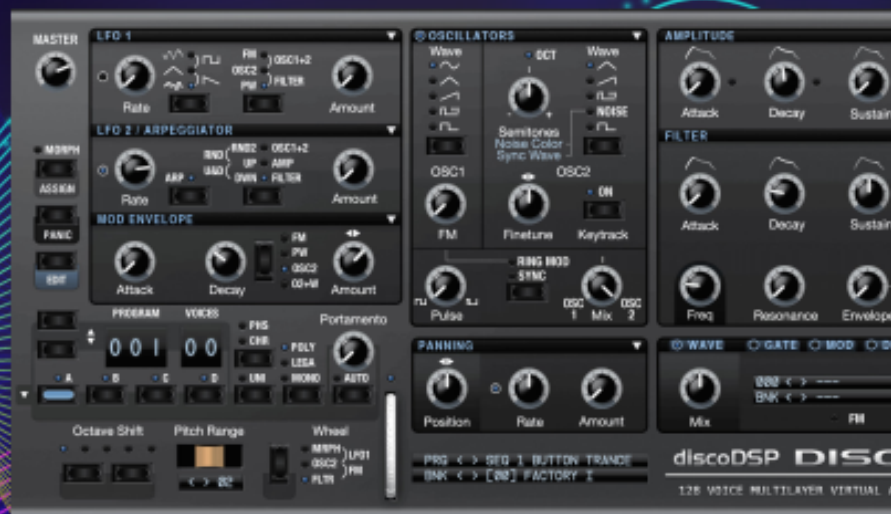 MASTER
LFO 1
Rate
FM
OSC2
PW
OSC1+2
FILTER
Amount
LFO 2 / ARPEGGIATOR
MORPH
ASSIGN
PANIC
EDIT
Rate
ARP
RND
U&D
RND2
UP
DWN
OSC1+2
AMP
FILTER
Amount
MOD ENVELOPE
Attack
Decay
FM
PW
OSC2
O2+W
Amount
OSCILLATORS
Wave
OCT
Wave
NOISE
Semitones
Noise Color
Sync Wave
OSC1
OSC2
ON
FM
Finetune
Keytrack
RING MOD
SYNC
Pulse
OSC 1
Mix
OSC 2
AMPLITUDE
Attack
Decay
Sustain
FILTER
Attack
Decay
Sustain
Freq
Resonance
Envelope
PROGRAM
VOICES
001
00
PHS
CHR
UNI
POLY
LEGA
MONO
Portamento
AUTO
A
B
C
D
Octave Shift
Pitch Range
< > 02
Wheel
MRPH
OSC2
FLTR
LFO1
FM
PANNING
Position
Rate
Amount
PRG < > SEQ 1 BUTTON TRANCE
BNK < > [00] FACTORY I
WAVE
GATE
MOD
Mix
000 < > ---
BNK < > ---
FM
discoDSP DISCO
128 VOICE MULTILAYER VIRTUAL